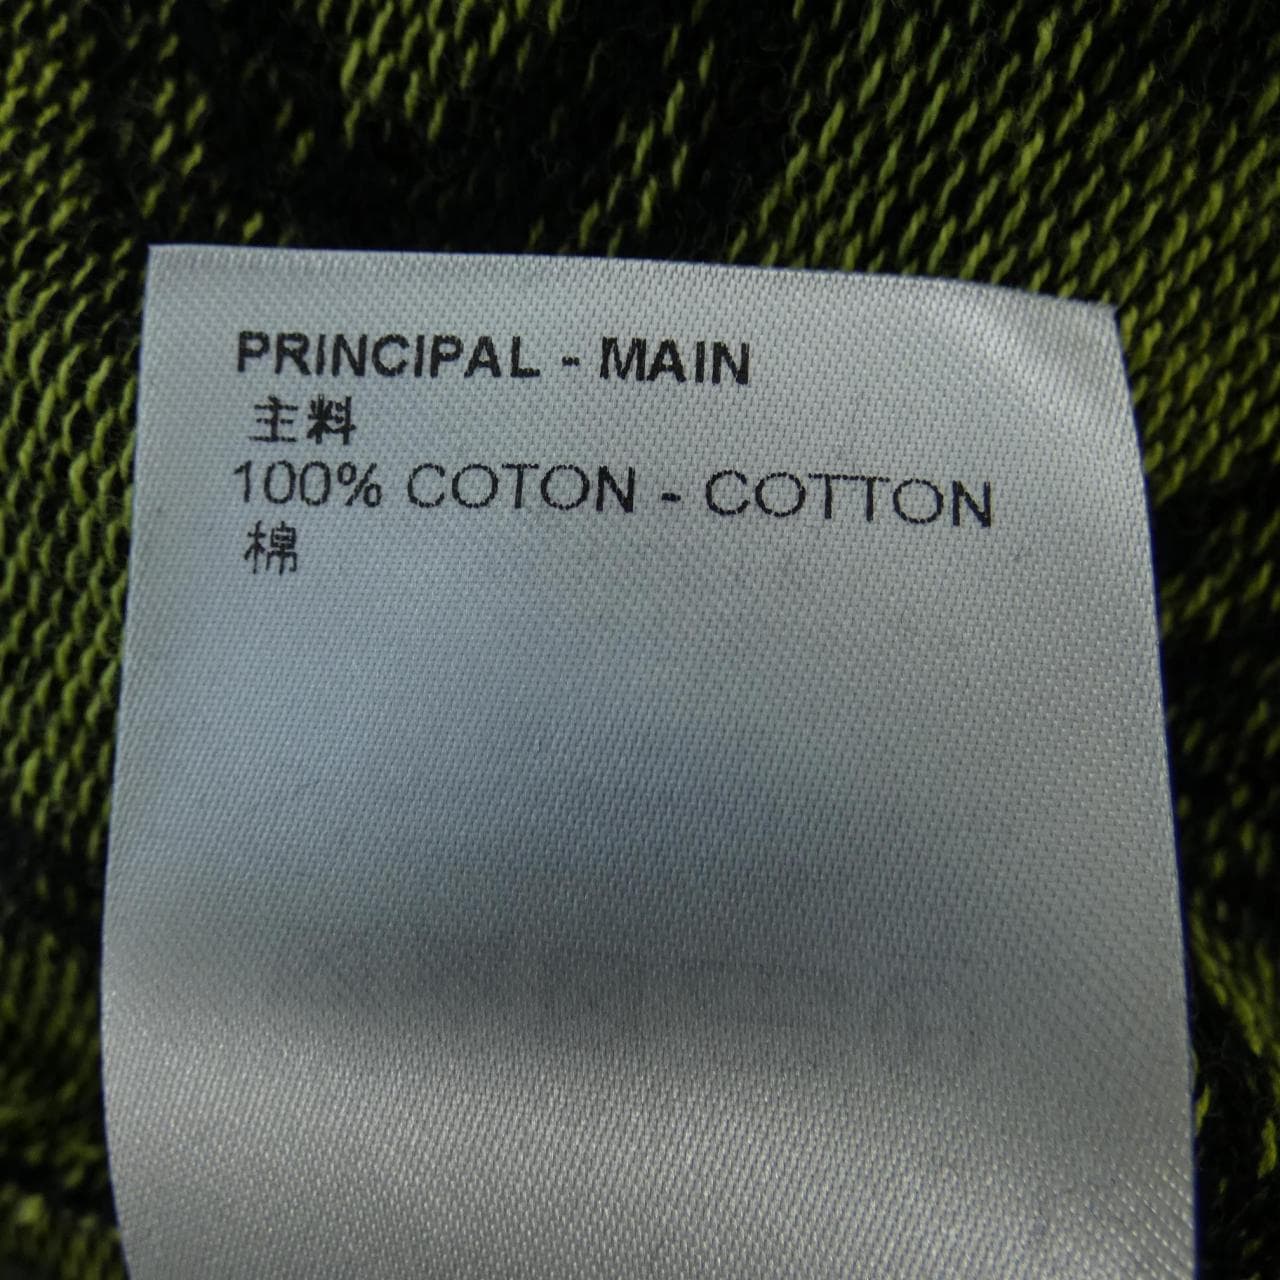 PRINCIPAL - MAIN
主料
100% COTON - COTTON
棉